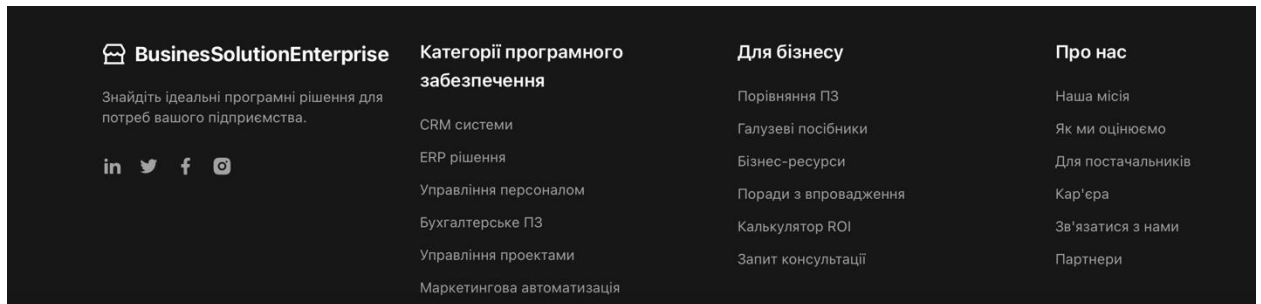 BusinesSolutionEnterprise
Знайдіть ідеальні програмні рішення для
потреб вашого підприємства.
Категорії програмного
забезпечення
CRM системи
ERP рішення
Управління персоналом
Бухгалтерське ПЗ
Управління проектами
Маркетингова автоматизація
Для бізнесу
Порівняння ПЗ
Галузеві посібники
Бізнес-ресурси
Поради з впровадження
Калькулятор ROI
Запит консультації
Про нас
Наша місія
Як ми оцінюємо
Для постачальників
Кар'єра
Зв'язатися з нами
Партнери